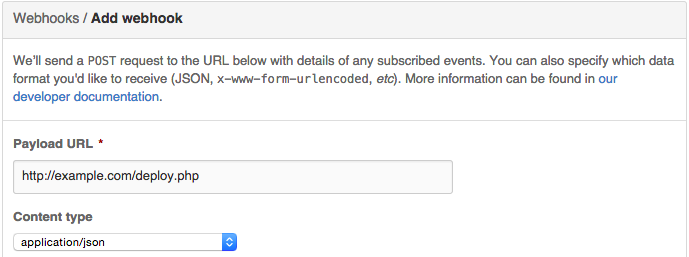 Webhooks / Add webhook
We'll send a POST request to the URL below with details of any subscribed events. You can also specify which data
format you'd like to receive (JSON, x-www-form-urlencoded, etc). More information can be found in our
developer documentation.
Payload URL *
http://example.com/deploy.php
Content type
application/json